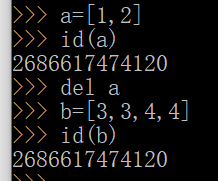 >>> a=[1,2]
>>> id(a)
2686617474120
>>> del a
>>> b=[3,3,4,4]
>>> id(b)
2686617474120
>>>